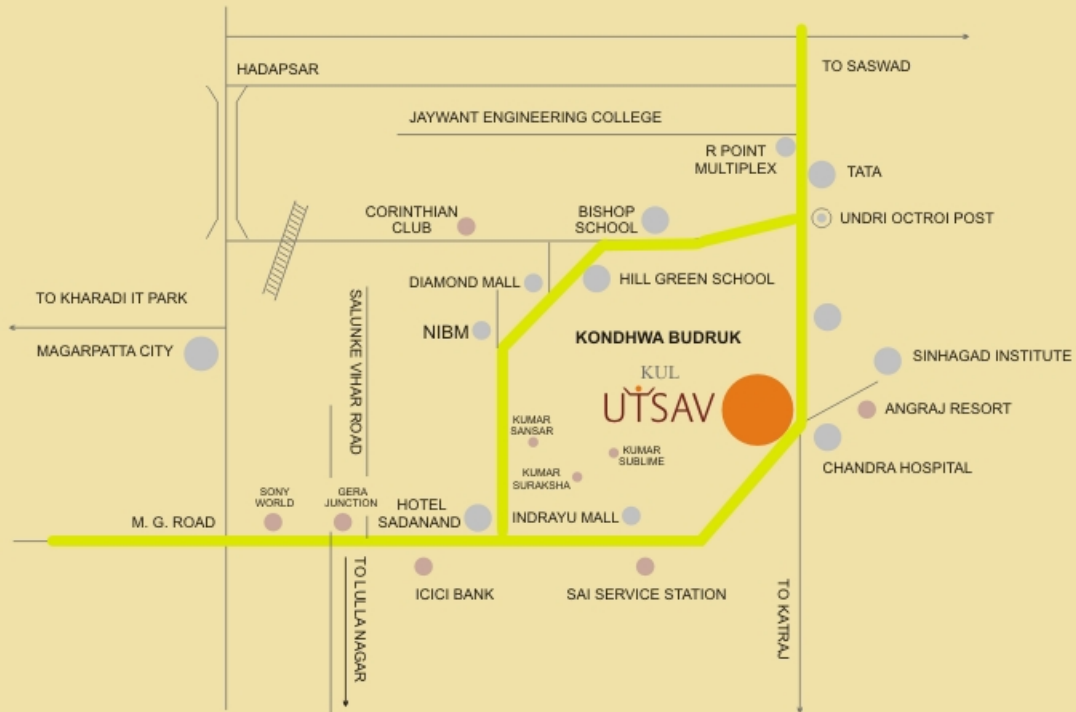 HADAPSAR
TO SASWAD
JAYWANT ENGINEERING COLLEGE
R POINT
MULTIPLEX
TATA
CORINTHIAN
CLUB
BISHOP
SCHOOL
UNDRI OCTROI POST
DIAMOND MALL
HILL GREEN SCHOOL
TO KHARADI IT PARK
NIBM
KONDHWA BUDRUK
MAGARPATTA CITY
SALUNKE VIHAR ROAD
SINHAGAD INSTITUTE
KUL
UTSAV
ANGRAJ RESORT
KUMAR
SANSAR
KUMAR
SUBLIME
CHANDRA HOSPITAL
KUMAR
SURAKSHA
SONY
WORLD
GERA
JUNCTION
HOTEL
SADANAND
INDRAYU MALL
M. G. ROAD
TO LULLA NAGAR
ICICI BANK
SAI SERVICE STATION
TO KATRAJ